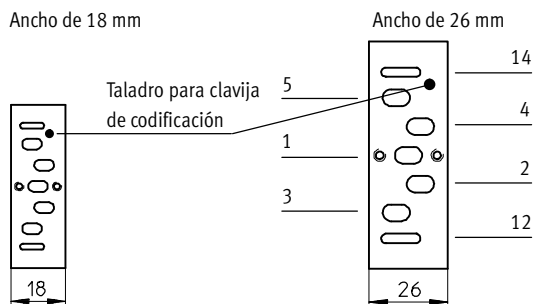 Ancho de 18 mm
Ancho de 26 mm
Taladro para clavija
de codificación
5
1
3
14
4
2
12
18
26